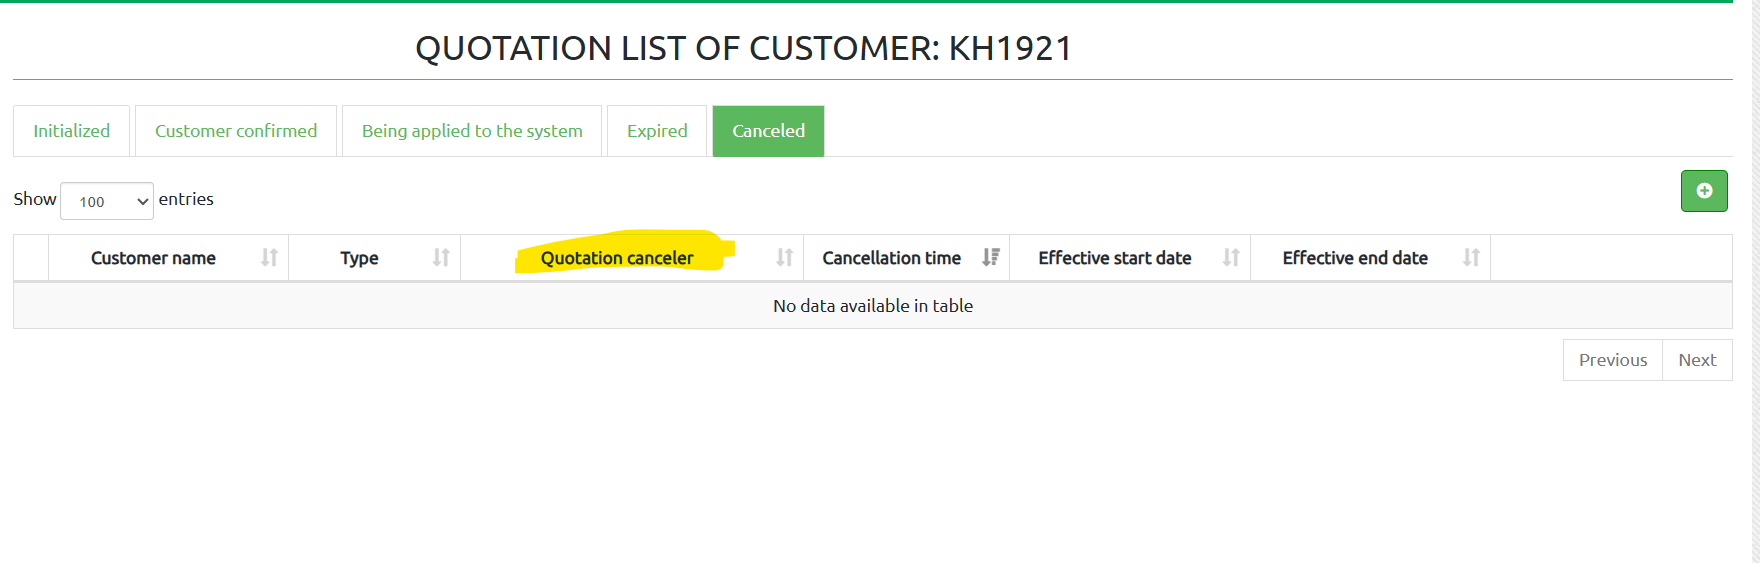 QUOTATION LIST OF CUSTOMER: KH1921
Initialized Customer confirmed Being applied to the system Expired Canceled
Show 100 entries
Customer name Type Quotation canceler Cancellation time Effective start date Effective end date
No data available in table
Previous Next